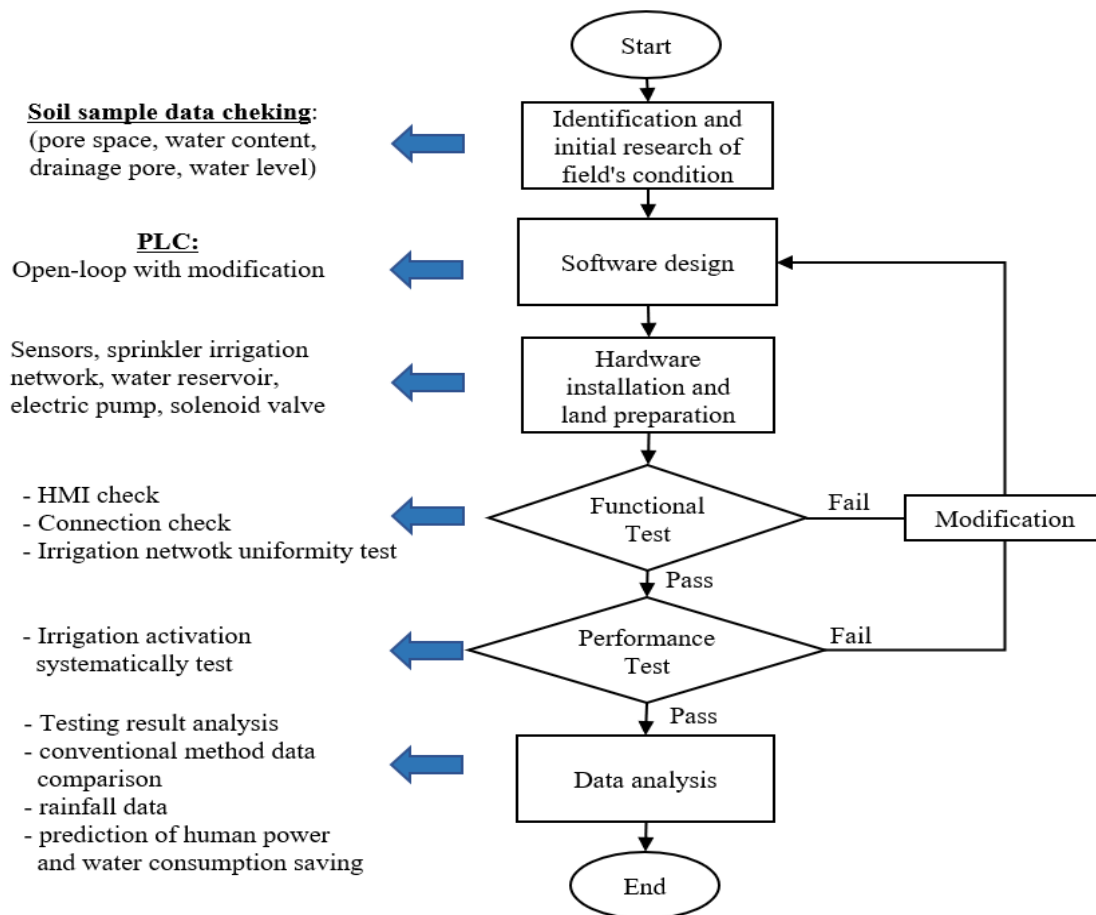 Start
Soil sample data cheking:
(pore space, water content,
drainage pore, water level)
Identification and
initial research of
field's condition
PLC:
Open-loop with modification
Software design
Sensors, sprinkler irrigation
network, water reservoir,
electric pump, solenoid valve
Hardware
installation and
land preparation
- HMI check
- Connection check
- Irrigation netwotk uniformity test
Functional
Test
Fail
Modification
Pass
- Irrigation activation
systematically test
Performance
Test
Fail
Pass
- Testing result analysis
- conventional method data
comparison
- rainfall data
- prediction of human power
and water consumption saving
Data analysis
End